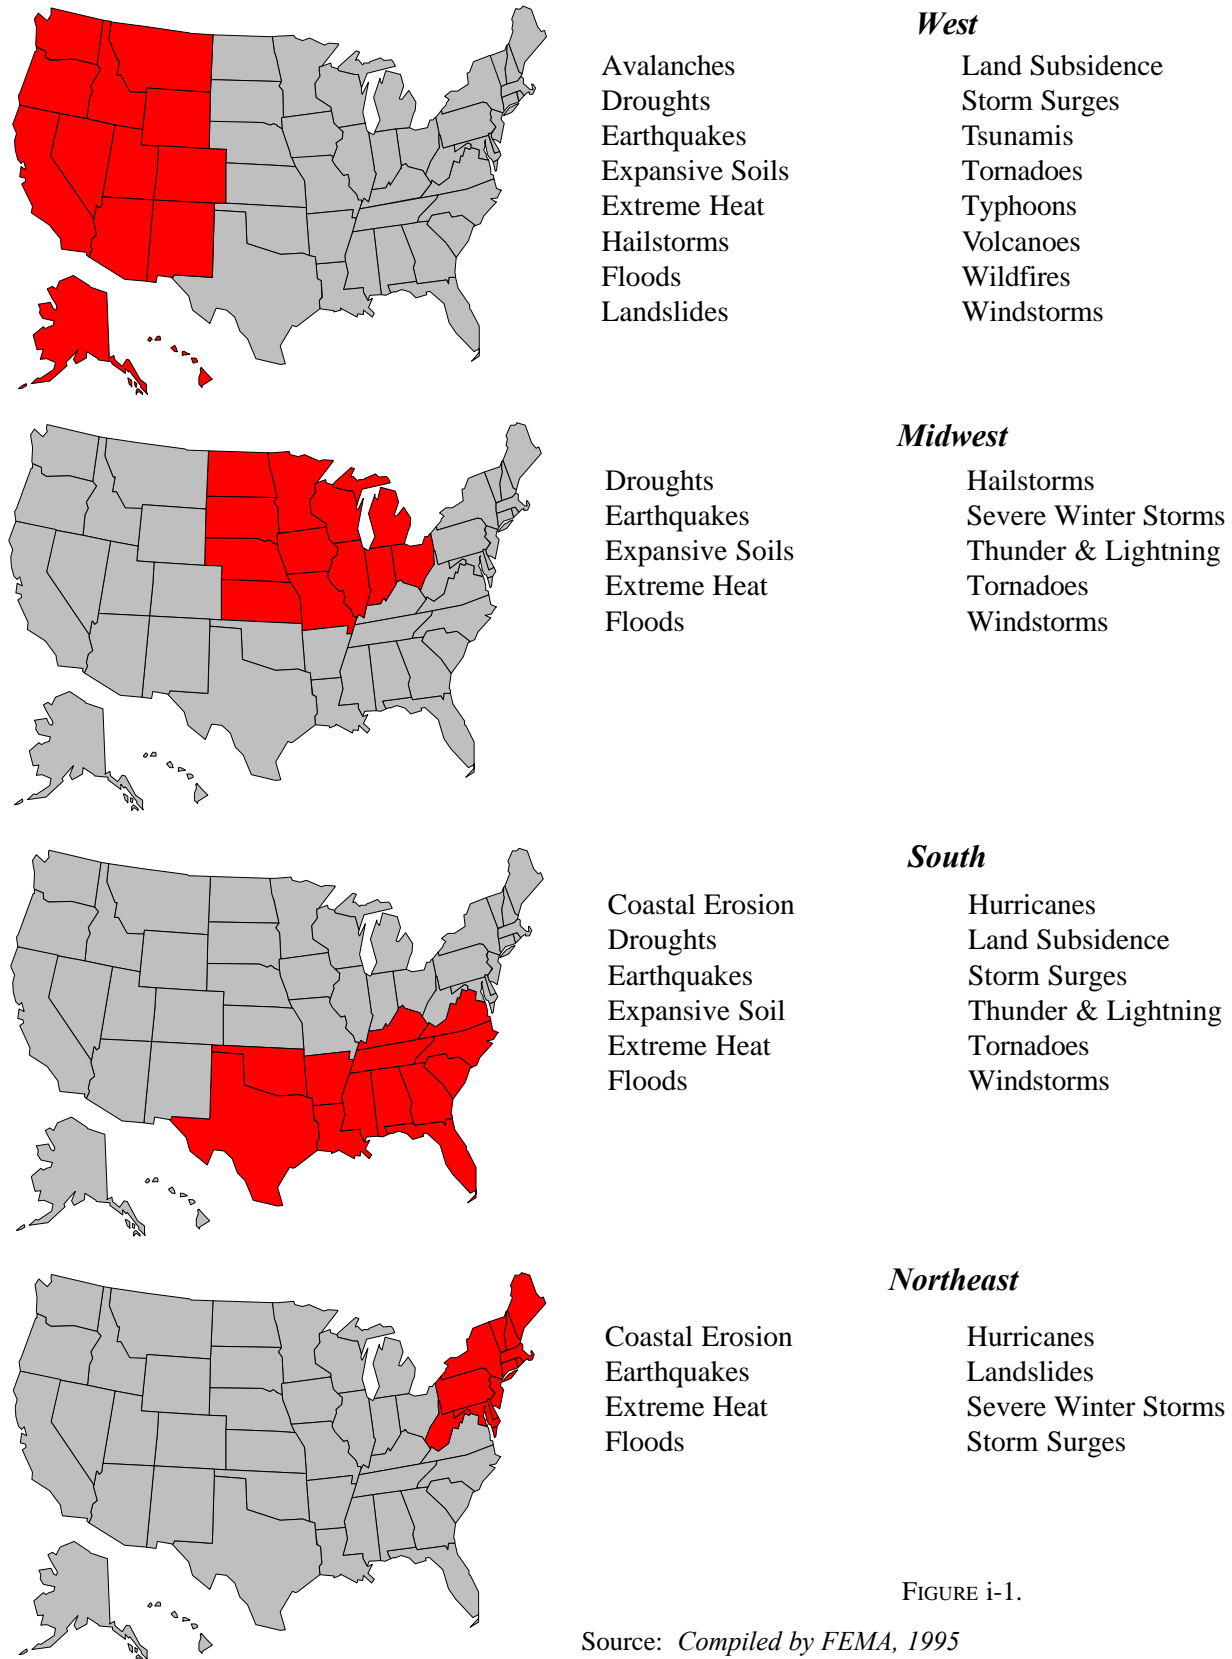 West
Avalanches
Droughts
Earthquakes
Expansive Soils
Extreme Heat
Hailstorms
Floods
Landslides
Land Subsidence
Storm Surges
Tsunamis
Tornadoes
Typhoons
Volcanoes
Wildfires
Windstorms
Midwest
Droughts
Earthquakes
Expansive Soils
Extreme Heat
Floods
Hailstorms
Severe Winter Storms
Thunder & Lightning
Tornadoes
Windstorms
South
Coastal Erosion
Droughts
Earthquakes
Expansive Soil
Extreme Heat
Floods
Hurricanes
Land Subsidence
Storm Surges
Thunder & Lightning
Tornadoes
Windstorms
Northeast
Coastal Erosion
Earthquakes
Extreme Heat
Floods
Hurricanes
Landslides
Severe Winter Storms
Storm Surges
FIGURE i-1.
Source: Compiled by FEMA, 1995